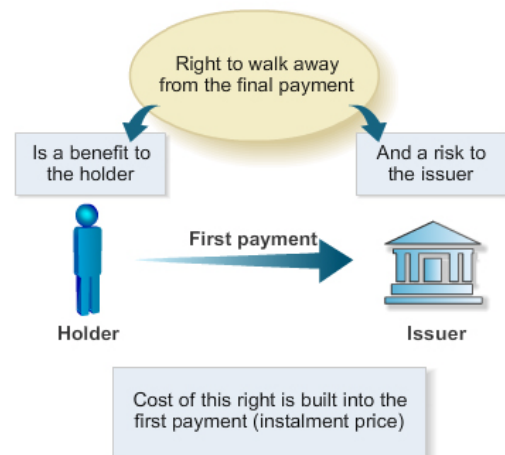 Right to walk away
from the final payment
Is a benefit to
the holder
And a risk to
the issuer
First payment
Holder
Issuer
Cost of this right is built into the
first payment (instalment price)